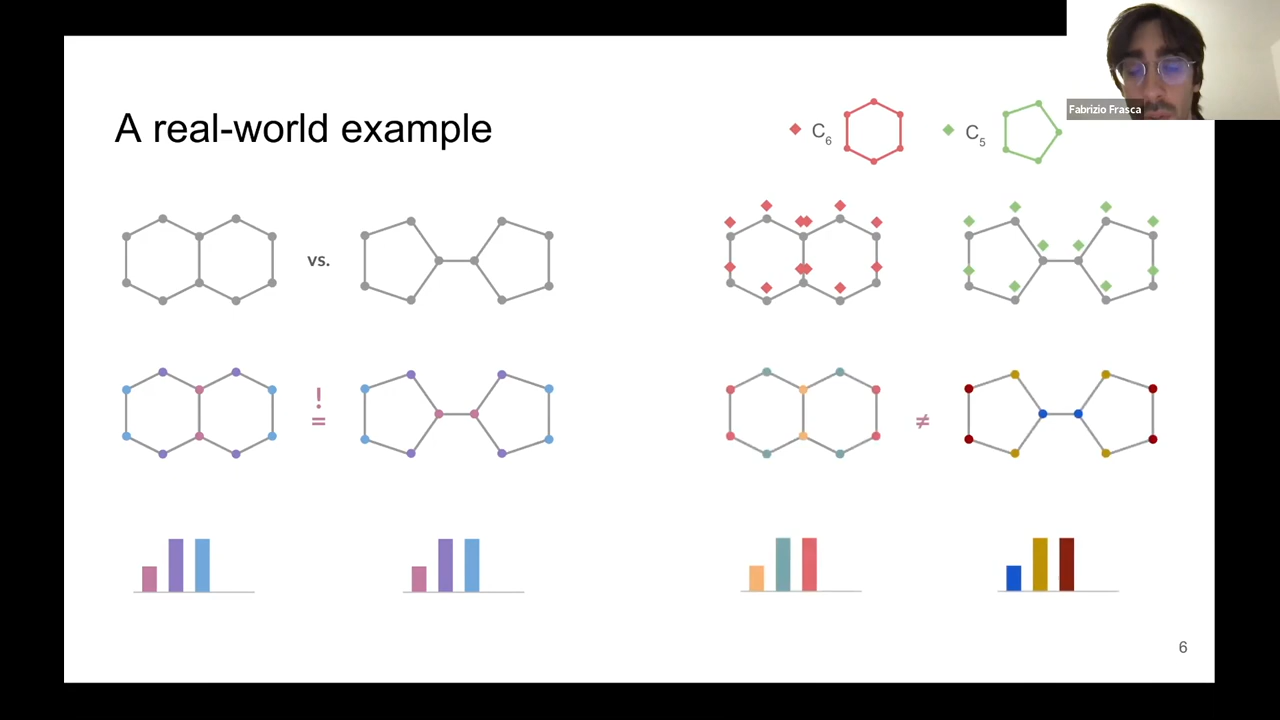 Fabrizio Frasca
A real-world example
C6
C5
vs.
!
=
≠
6